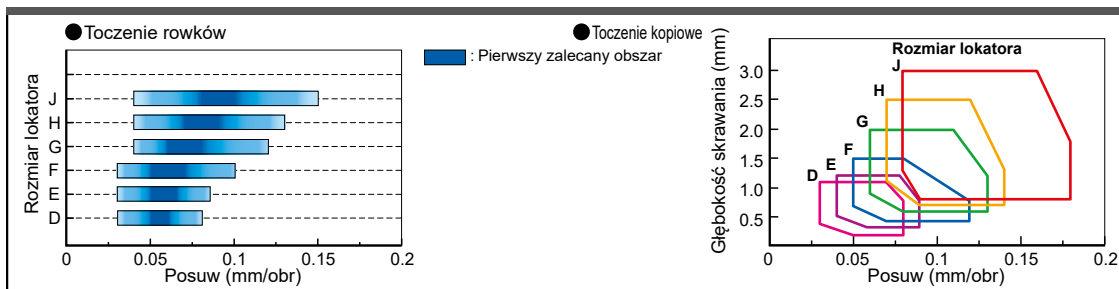 Toczenie rowków
: Pierwszy zalecany obszar
Rozmiar lokatora
J
H
G
F
E
D
0
0.05
0.1
0.15
0.2
Posuw (mm/obr)
Toczenie kopiowe
Rozmiar lokatora
Głębokość skrawania (mm)
3.0
2.5
2.0
1.5
1.0
0.5
J
H
G
F
E
D
0
0.05
0.1
0.15
0.2
Posuw (mm/obr)